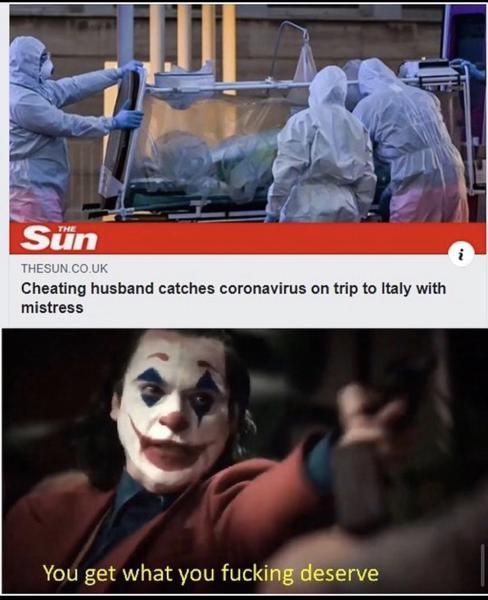 THE
Sun
i
THESUN.CO.UK
Cheating husband catches coronavirus on trip to Italy with
mistress
You get what you fucking deserve